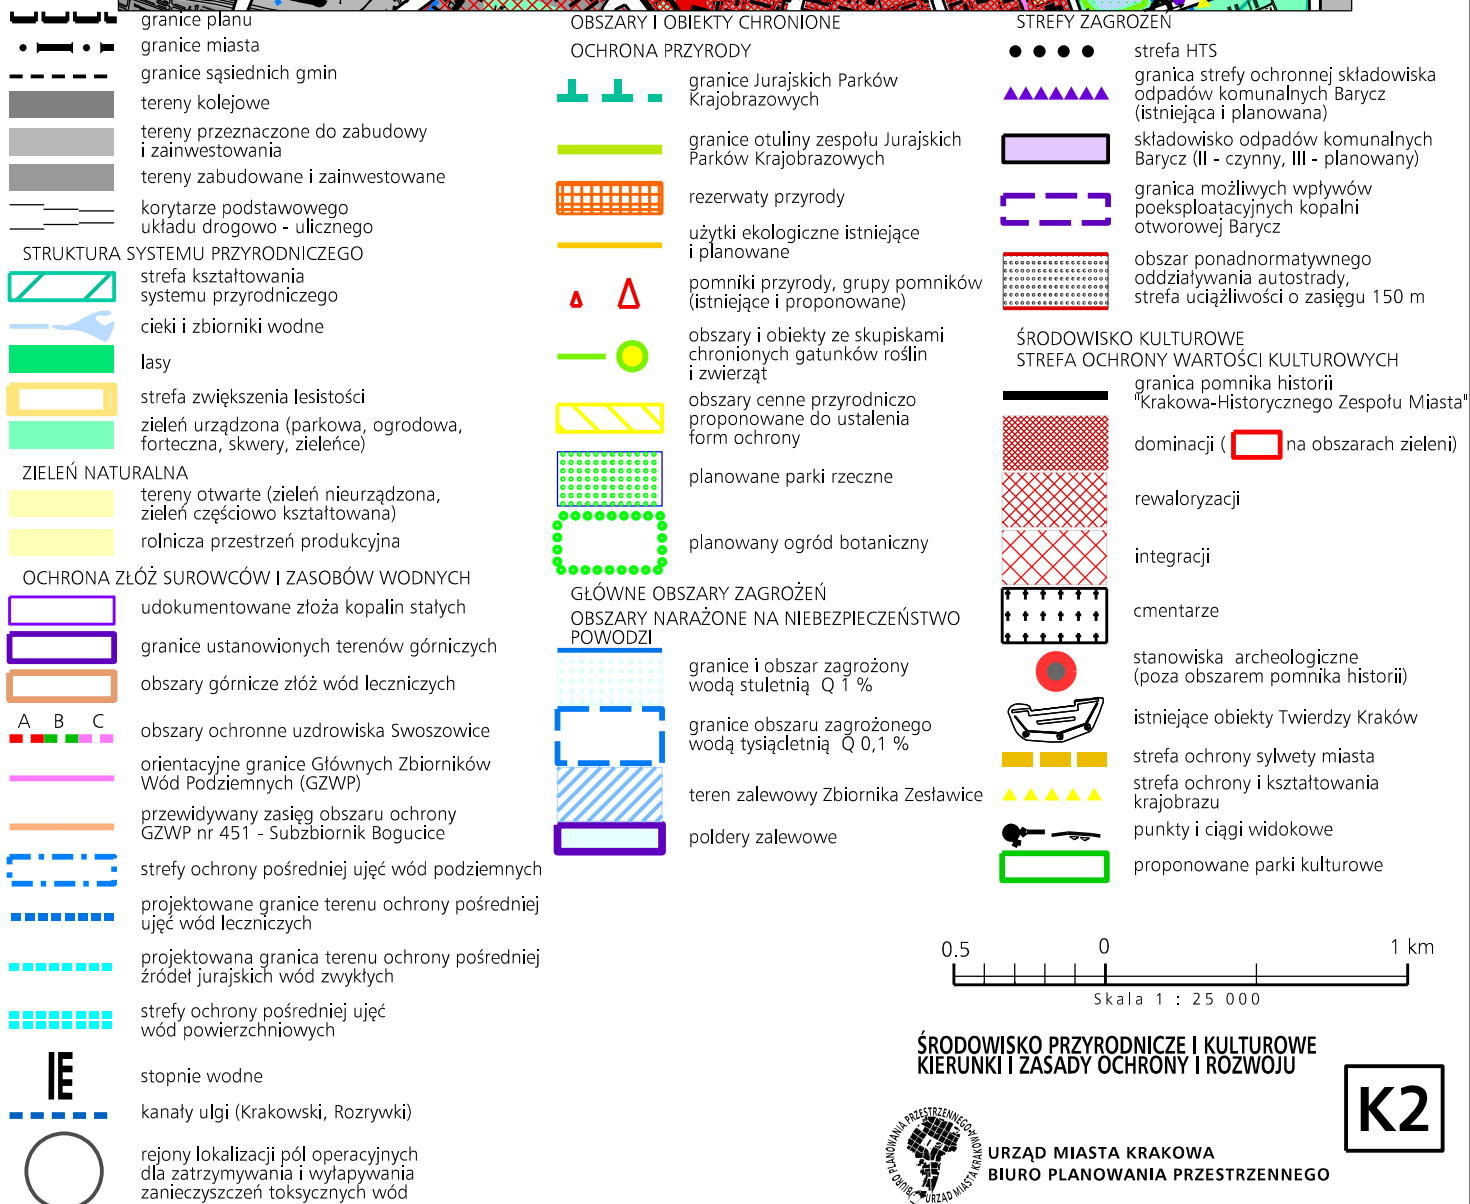 granice planu
granice miasta
granice sąsiednich gmin
tereny kolejowe
tereny przeznaczone do zabudowy
i zainwestowania
tereny zabudowane i zainwestowane
korytarze podstawowego
układu drogowo - ulicznego
STRUKTURA SYSTEMU PRZYRODNICZEGO
strefa kształtowania
systemu przyrodniczego
cieki i zbiorniki wodne
lasy
strefa zwiększenia lesistości
zieleń urządzona (parkowa, ogrodowa,
forteczna, skwery, zieleńce)
ZIELEŃ NATURALNA
tereny otwarte (zieleń nieurządzona,
zieleń częściowo kształtowana)
rolnicza przestrzeń produkcyjna
OCHRONA ZŁÓŻ SUROWCÓW I ZASOBÓW WODNYCH
udokumentowane złoża kopalin stałych
granice ustanowionych terenów górniczych
obszary górnicze złóż wód leczniczych
A B C
obszary ochronne uzdrowiska Swoszowice
orientacyjne granice Głównych Zbiorników
Wód Podziemnych (GZWP)
przewidywany zasięg obszaru ochrony
GZWP nr 451 - Subzbiornik Bogucice
strefy ochrony pośredniej ujęć wód podziemnych
projektowane granice terenu ochrony pośredniej
ujęć wód leczniczych
projektowana granica terenu ochrony pośredniej
źródeł jurajskich wód zwykłych
strefy ochrony pośredniej ujęć
wód powierzchniowych
stopnie wodne
kanały ulgi (Krakowski, Rozrywki)
rejony lokalizacji pól operacyjnych
dla zatrzymywania i wyłapywania
zanieczyszczeń toksycznych wód
OBSZARY I OBIEKTY CHRONIONE
OCHRONA PRZYRODY
granice Jurajskich Parków
Krajobrazowych
granice otuliny zespołu Jurajskich
Parków Krajobrazowych
rezerwaty przyrody
użytki ekologiczne istniejące
i planowane
pomniki przyrody, grupy pomników
(istniejące i proponowane)
obszary i obiekty ze skupiskami
chronionych gatunków roślin
i zwierząt
obszary cenne przyrodniczo
proponowane do ustalenia
form ochrony
planowane parki rzeczne
planowany ogród botaniczny
GŁÓWNE OBSZARY ZAGROŻEŃ
OBSZARY NARAŻONE NA NIEBEZPIECZEŃSTWO
POWODZI
granice i obszar zagrożony
wodą stuletnią Q 1 %
granice obszaru zagrożonego
wodą tysiącletnią Q 0,1 %
teren zalewowy Zbiornika Zesławice
poldery zalewowe
STREFY ZAGROŻEŃ
strefa HTS
granica strefy ochronnej składowiska
odpadów komunalnych Barycz
(istniejąca i planowana)
składowisko odpadów komunalnych
Barycz (II - czynny, III - planowany)
granica możliwych wpływów
poeksploatacyjnych kopalni
otworowej Barycz
obszar ponadnormatywnego
oddziaływania autostrady,
strefa uciążliwości o zasięgu 150 m
ŚRODOWISKO KULTUROWE
STREFA OCHRONY WARTOŚCI KULTUROWYCH
granica pomnika historii
"Krakowa-Historycznego Zespołu Miasta"
dominacji ( na obszarach zieleni)
rewaloryzacji
integracji
cmentarze
stanowiska archeologiczne
(poza obszarem pomnika historii)
istniejące obiekty Twierdzy Kraków
strefa ochrony sylwety miasta
strefa ochrony i kształtowania
krajobrazu
punkty i ciągi widokowe
proponowane parki kulturowe
0.5 0 1 km
Skala 1 : 25 000
ŚRODOWISKO PRZYRODNICZE I KULTUROWE
KIERUNKI I ZASADY OCHRONY I ROZWOJU
K2
BIURO PLANOWANIA PRZESTRZENNEGO URZĄD MIASTA KRAKOWA
URZĄD MIASTA KRAKOWA
BIURO PLANOWANIA PRZESTRZENNEGO